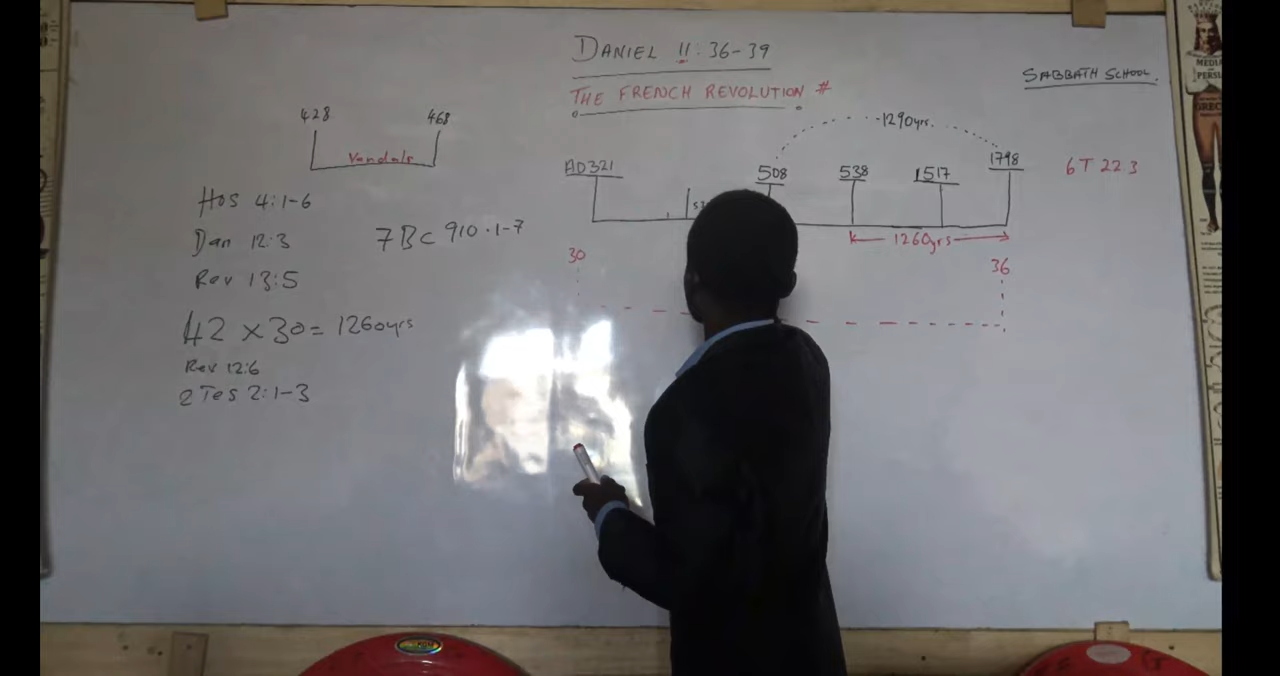 DANIEL 11:36-39
THE FRENCH REVOLUTION #
SABBATH SCHOOL.
428 468
Vandals
1290yrs.
AD321 508 538 1517 1798
6T 223
1260yrs
30 36
Hos 4:1-6
Dan 12:3
7BC 910.1-7
Rev 13:5
42 x 30 = 1260yrs
Rev 12:6
2 Tes 2:1-3